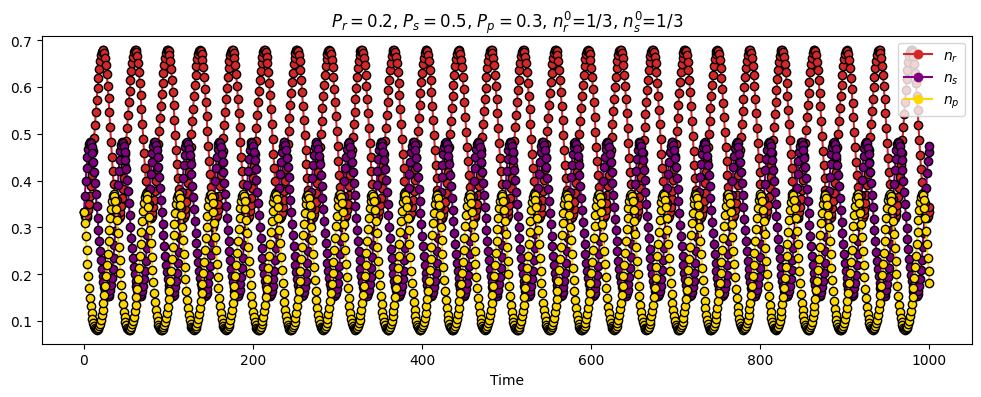 $P_r = 0.2$, $P_s = 0.5$, $P_p = 0.3$, $n_r^0$=1/3, $n_s^0$=1/3
0.7
0.6
0.5
0.4
0.3
0.2
0.1
$n_r$
$n_s$
$n_p$
0 200 400 600 800 1000
Time